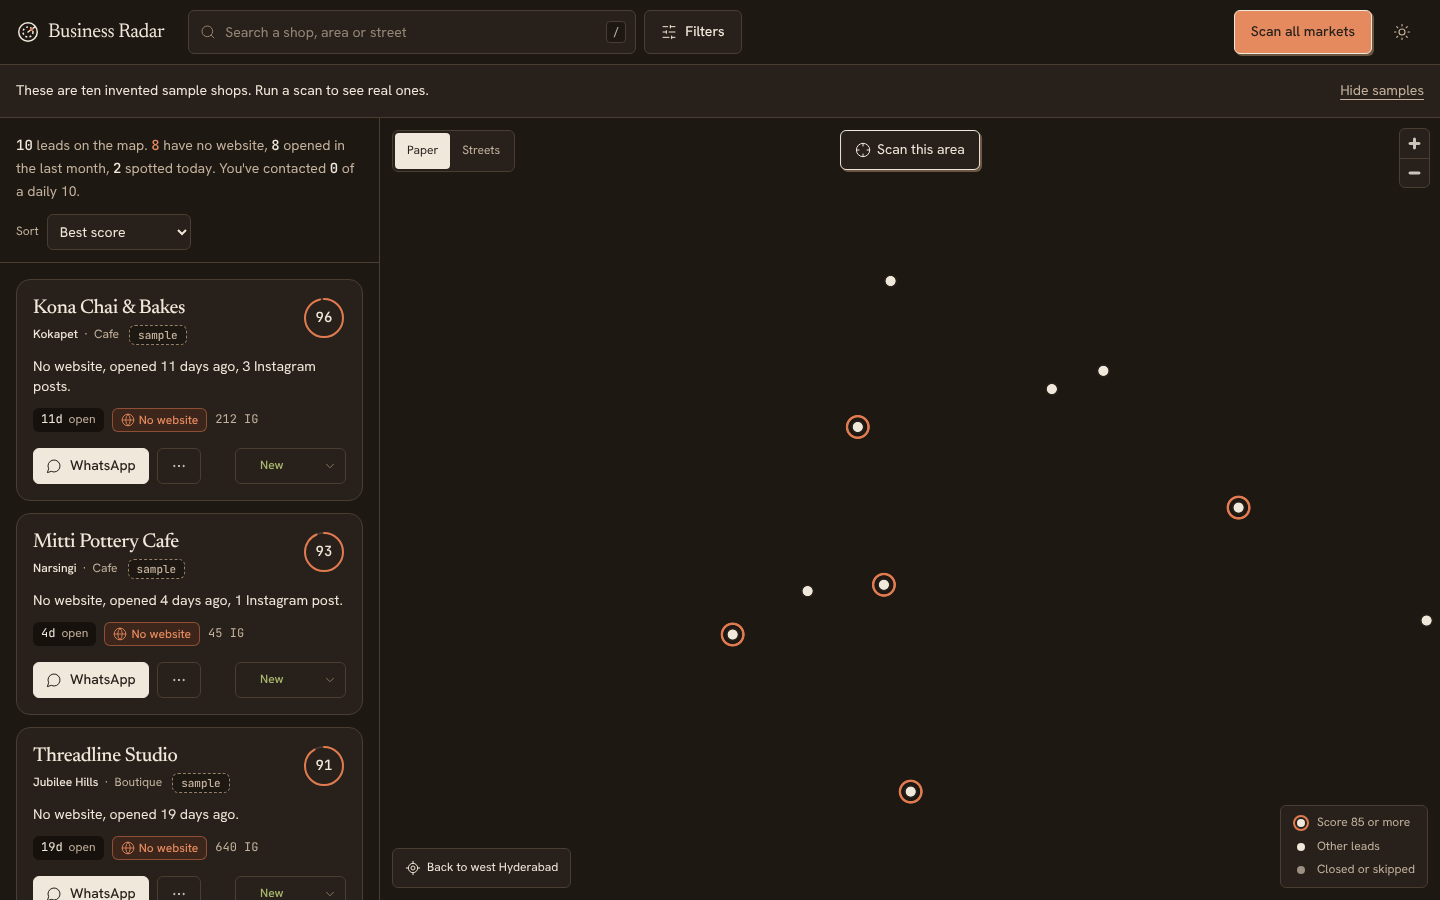 Business Radar
Search a shop, area or street
/
Filters
Scan all markets
These are ten invented sample shops. Run a scan to see real ones.
Hide samples
10 leads on the map. 8 have no website, 8 opened in
the last month, 2 spotted today. You've contacted 0 of
a daily 10.
Sort
Best score
Kona Chai & Bakes
96
Kokapet · Cafe sample
No website, opened 11 days ago, 3 Instagram
posts.
11d open No website 212 IG
WhatsApp ··· New
Mitti Pottery Cafe
93
Narsingi · Cafe sample
No website, opened 4 days ago, 1 Instagram post.
4d open No website 45 IG
WhatsApp ··· New
Threadline Studio
91
Jubilee Hills · Boutique sample
No website, opened 19 days ago.
19d open No website 640 IG
WhatsApp ··· New
Paper Streets
Scan this area
+
−
Back to west Hyderabad
Score 85 or more
Other leads
Closed or skipped